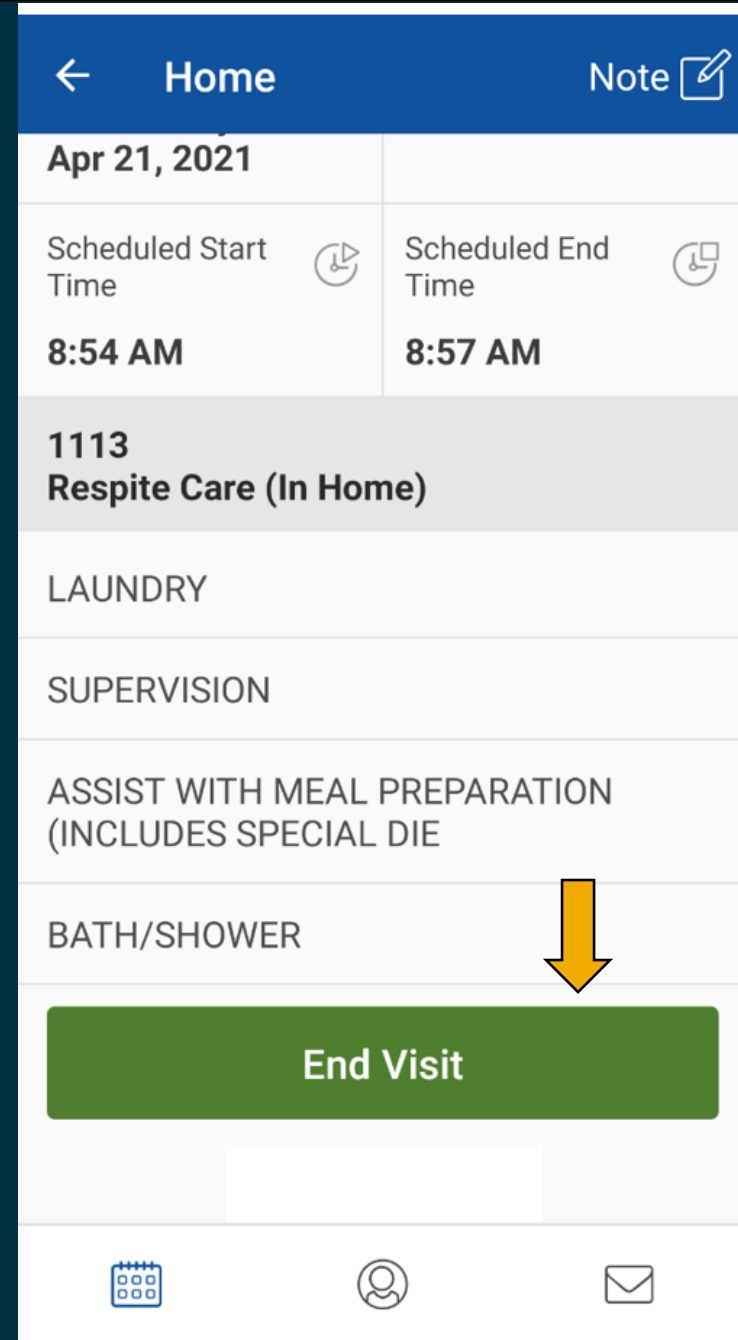 Home
Note
Apr 21, 2021
Scheduled Start
Time
8:54 AM
Scheduled End
Time
8:57 AM
1113
Respite Care (In Home)
LAUNDRY
SUPERVISION
ASSIST WITH MEAL PREPARATION
(INCLUDES SPECIAL DIE
BATH/SHOWER
End Visit